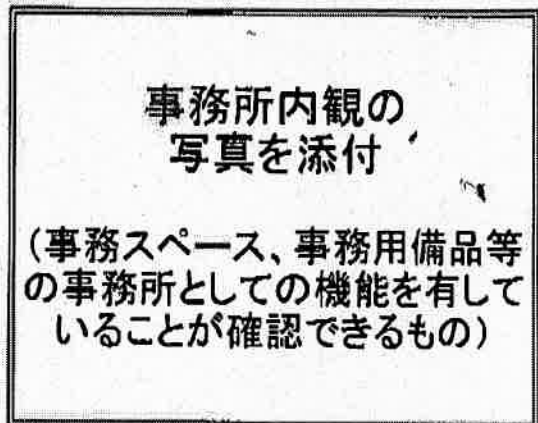 事務所内観の
写真を添付
(事務スペース、事務用備品等
の事務所としての機能を有して
いることが確認できるもの)